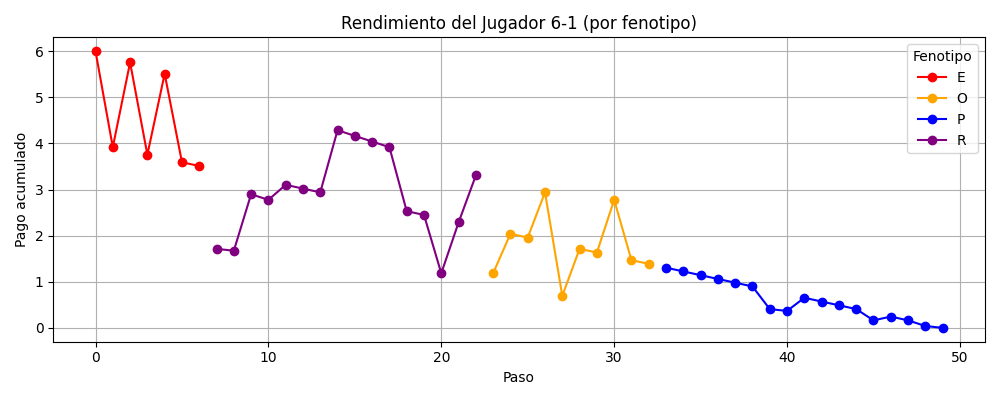 Rendimiento del Jugador 6-1 (por fenotipo)
Pago acumulado
6
5
4
3
2
1
0
Fenotipo
E
O
P
R
0 10 20 30 40 50
Paso